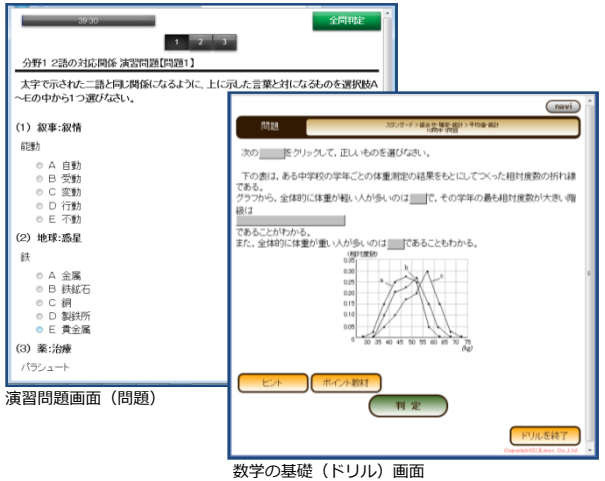 39:30
全問判定
1 2 3
分野1 2語の対応関係 演習問題【問題1】
太字で示された二語と同じ関係になるように、上に示した言葉と対になるものを選択肢A
～Eの中から1つ選びなさい。
(1) 叙事:叙情
能動
A 自動
B 受動
C 変動
D 行動
E 不動
(2) 地球:惑星
鉄
A 金属
B 鉄鉱石
C 銅
D 製鉄所
E 貴金属
(3) 薬:治療
パラシュート
演習問題画面（問題）
navi
問題
次の をクリックして、正しいものを選びなさい。
下の表は、ある中学校の学年ごとの体重測定の結果をもとにしてつくった相対度数の折れ線
である。
グラフから、全体的に体重が軽い人が多いのは で、その学年の最も相対度数が大きい階
級は
であることがわかる。
また、全体的に体重が重い人が多いのは であることもわかる。
(相対度数)
0.35
0.30
0.25
0.20
0.15
0.10
0.05
0
a b c
30 35 40 45 50 55 60 65 70 75
(kg)
ヒント
ポイント教材
判 定
ドリルを終了
数学の基礎（ドリル）画面